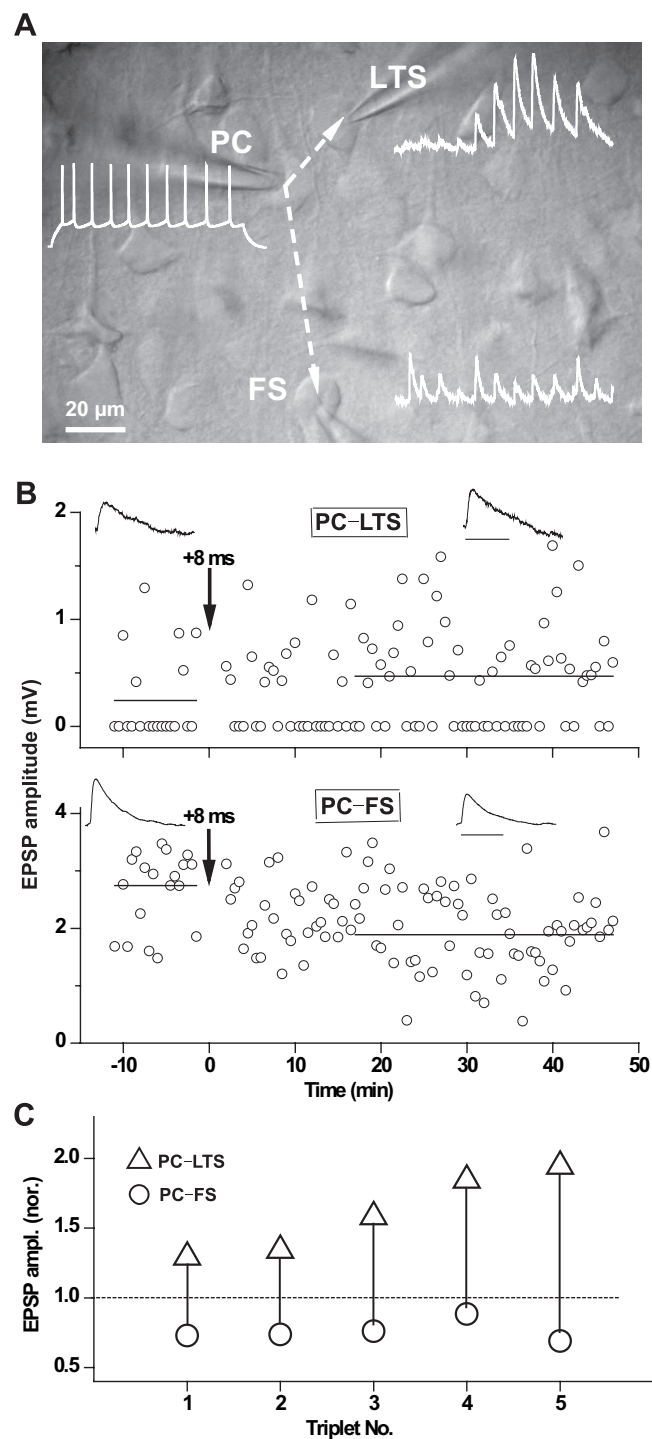 A
LTS
PC
FS
20 µm
B
2
PC–LTS
+8 ms
1
0
EPSP amplitude (mV)
4
PC–FS
+8 ms
2
0
-10 0 10 20 30 40 50
Time (min)
C
2.0
PC–LTS
PC–FS
1.5
EPSP ampl. (nor.)
1.0
0.5
1 2 3 4 5
Triplet No.